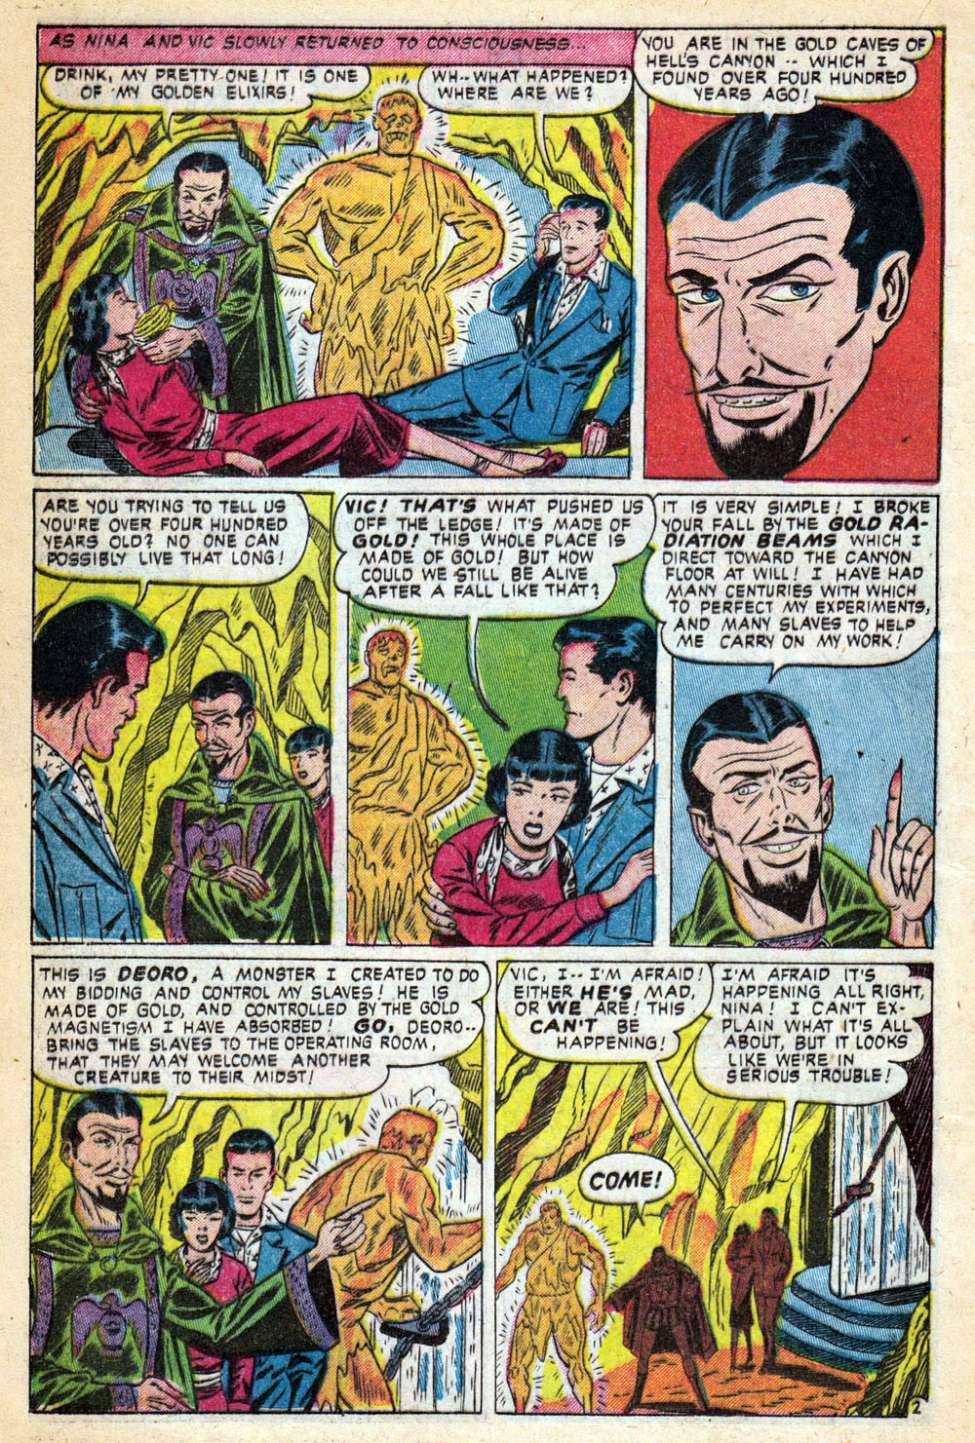 AS NINA AND VIC SLOWLY RETURNED TO CONSCIOUSNESS...
DRINK, MY PRETTY ONE! IT IS ONE
OF MY GOLDEN ELIXIRS!
WH--WHAT HAPPENED?
WHERE ARE WE?
YOU ARE IN THE GOLD CAVES OF
HELL'S CANYON -- WHICH I
FOUND OVER FOUR HUNDRED
YEARS AGO!
ARE YOU TRYING TO TELL US
YOU'RE OVER FOUR HUNDRED
YEARS OLD? NO ONE CAN
POSSIBLY LIVE THAT LONG!
VIC! THAT'S WHAT PUSHED US
OFF THE LEDGE! IT'S MADE OF
GOLD! THIS WHOLE PLACE IS
MADE OF GOLD! BUT HOW
COULD WE STILL BE ALIVE
AFTER A FALL LIKE THAT?
IT IS VERY SIMPLE! I BROKE
YOUR FALL BY THE GOLD RA-
DIATION BEAMS WHICH I
DIRECT TOWARD THE CANYON
FLOOR AT WILL! I HAVE HAD
MANY CENTURIES WITH WHICH
TO PERFECT MY EXPERIMENTS,
AND MANY SLAVES TO HELP
ME CARRY ON MY WORK!
THIS IS DEORO, A MONSTER I CREATED TO DO
MY BIDDING AND CONTROL MY SLAVES! HE IS
MADE OF GOLD, AND CONTROLLED BY THE GOLD
MAGNETISM I HAVE ABSORBED! GO, DEORO--
BRING THE SLAVES TO THE OPERATING ROOM,
THAT THEY MAY WELCOME ANOTHER
CREATURE TO THEIR MIDST!
VIC, I-- I'M AFRAID!
EITHER HE'S MAD,
OR WE ARE! THIS
CAN'T BE
HAPPENING!
I'M AFRAID IT'S
HAPPENING ALL RIGHT,
NINA! I CAN'T EX-
PLAIN WHAT IT'S ALL
ABOUT, BUT IT LOOKS
LIKE WE'RE IN
SERIOUS TROUBLE!
COME!
2